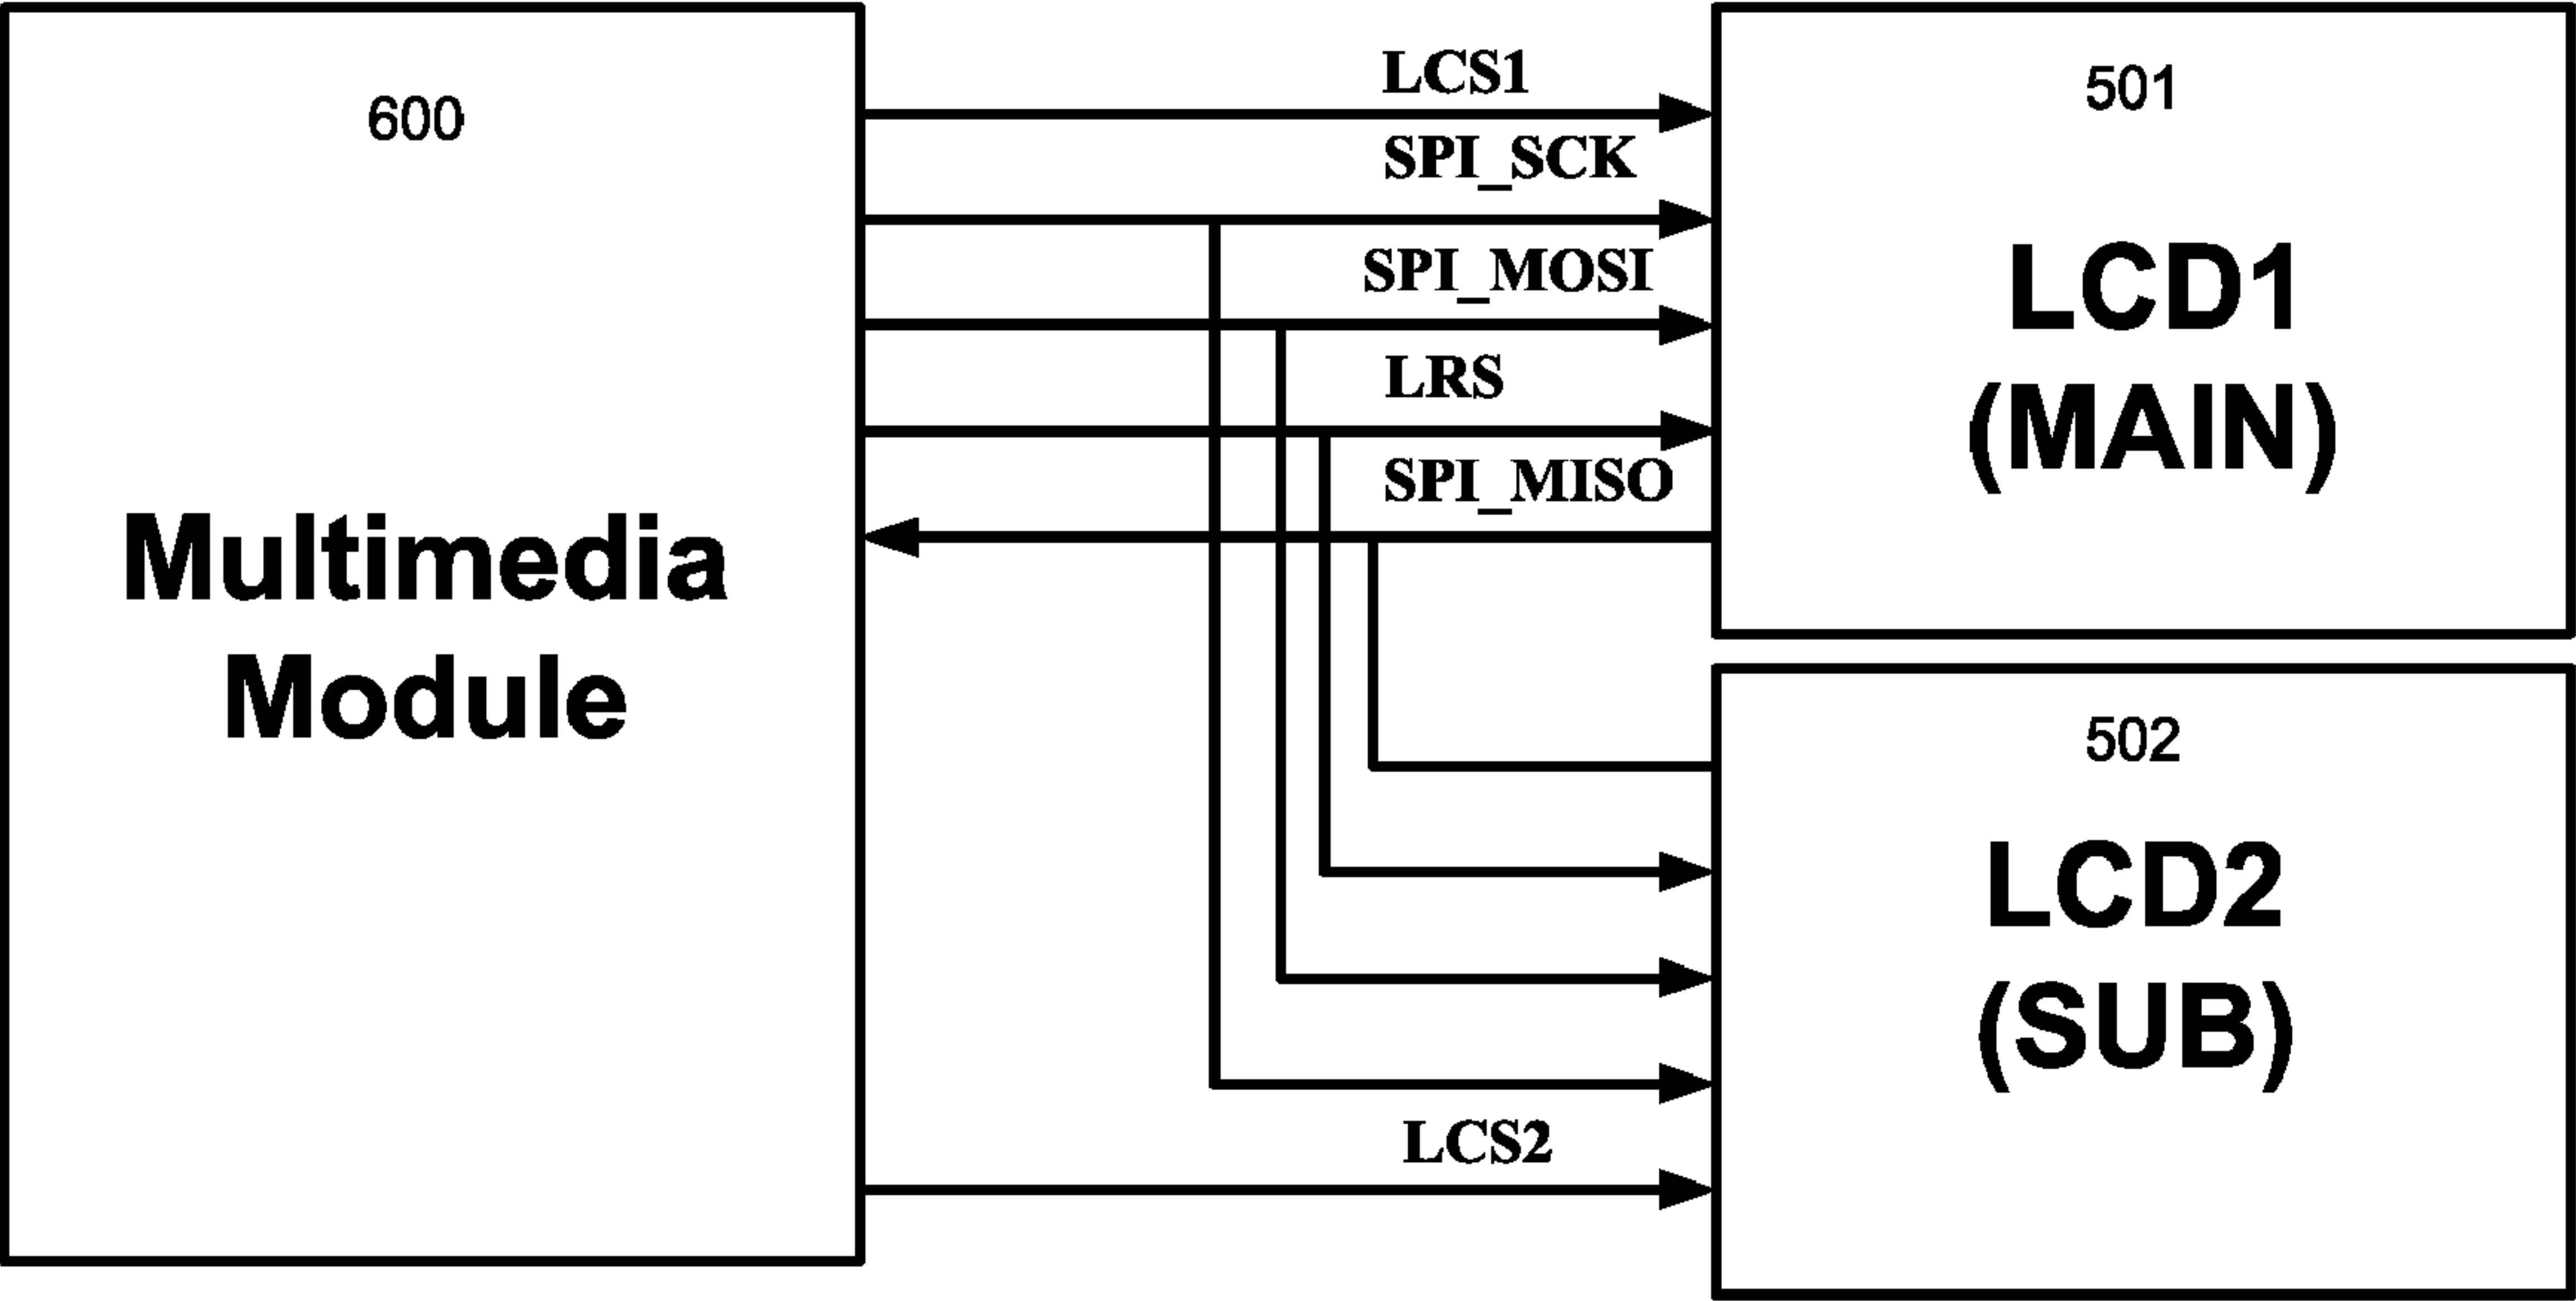 600
Multimedia
Module
LCS1
SPI_SCK
SPI_MOSI
LRS
SPI_MISO
LCS2
501
LCD1
(MAIN)
502
LCD2
(SUB)